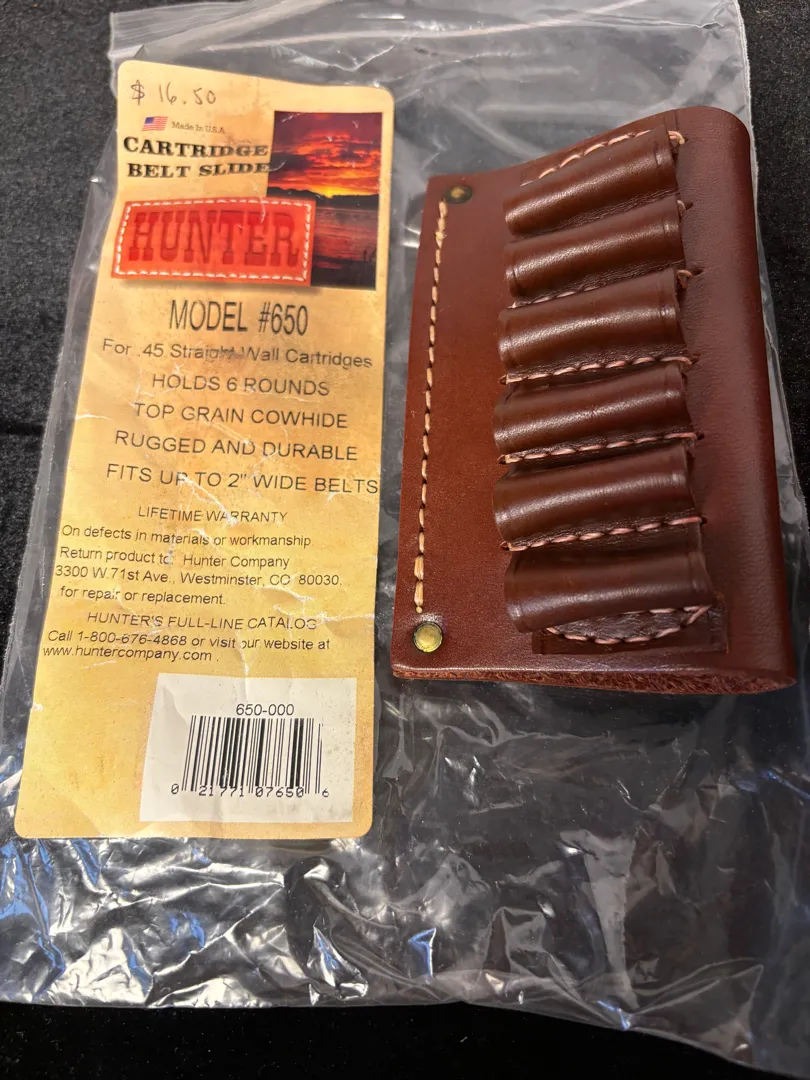 $ 16.50
Made In U.S.A.
CARTRIDGE
BELT SLIDE
HUNTER
MODEL #650
For .45 Straight Wall Cartridges
HOLDS 6 ROUNDS
TOP GRAIN COWHIDE
RUGGED AND DURABLE
FITS UP TO 2" WIDE BELTS
LIFETIME WARRANTY
On defects in materials or workmanship
Return product to: Hunter Company
3300 W.71st Ave., Westminster, CO 80030,
for repair or replacement.
HUNTER'S FULL-LINE CATALOG
Call 1-800-676-4868 or visit our website at
www.huntercompany.com .
650-000
0 21771 07650 6